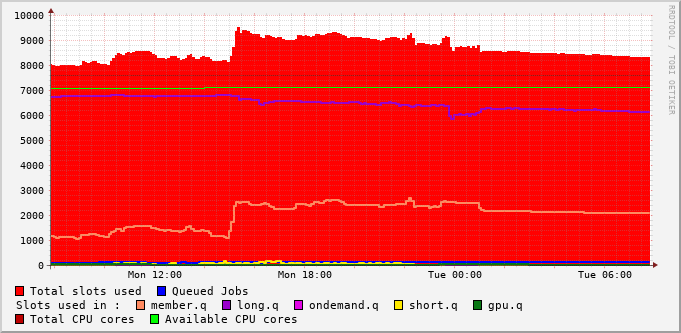 10000
9000
8000
7000
6000
5000
4000
3000
2000
1000
0
Mon 12:00 Mon 18:00 Tue 00:00 Tue 06:00
RRDTOOL / TOBI OETIKER
Total slots used Queued Jobs
Slots used in : member.q long.q ondemand.q short.q gpu.q
Total CPU cores Available CPU cores